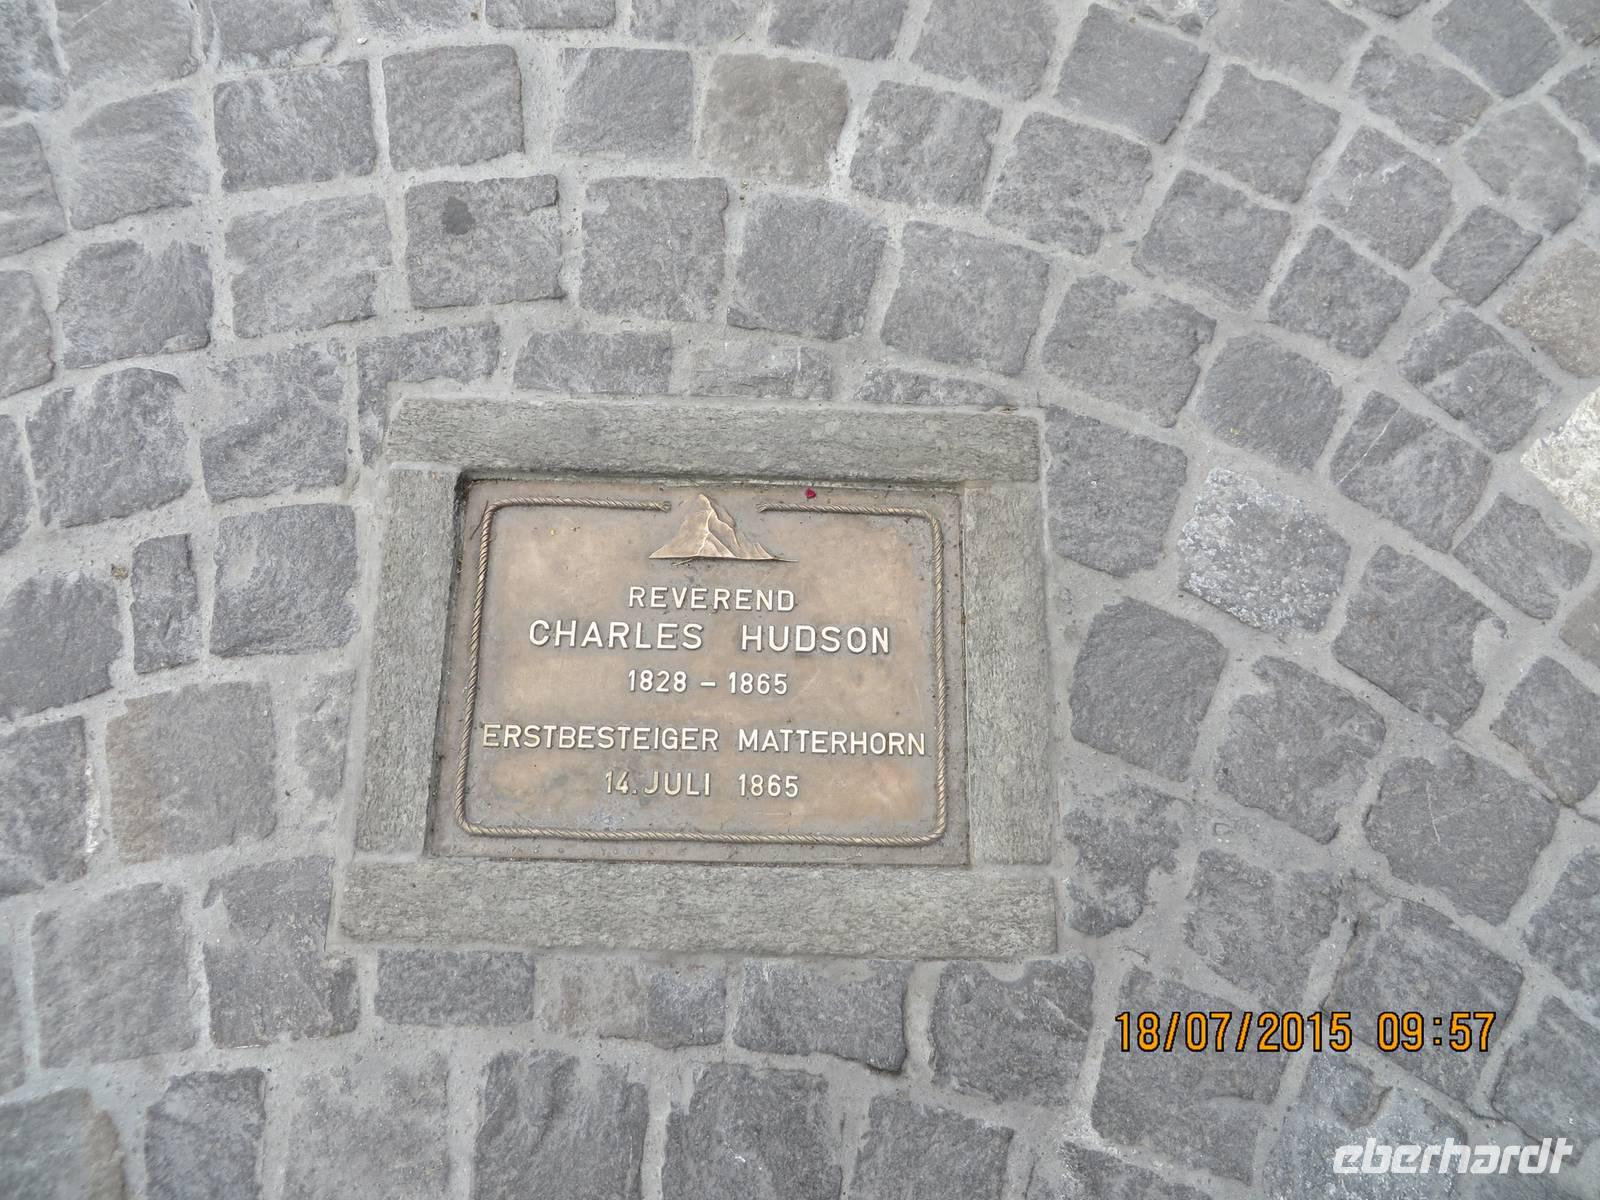 REVEREND
CHARLES HUDSON
1828 – 1865
ERSTBESTEIGER MATTERHORN
14. JULI 1865
18/07/2015 09:57
eberhardt